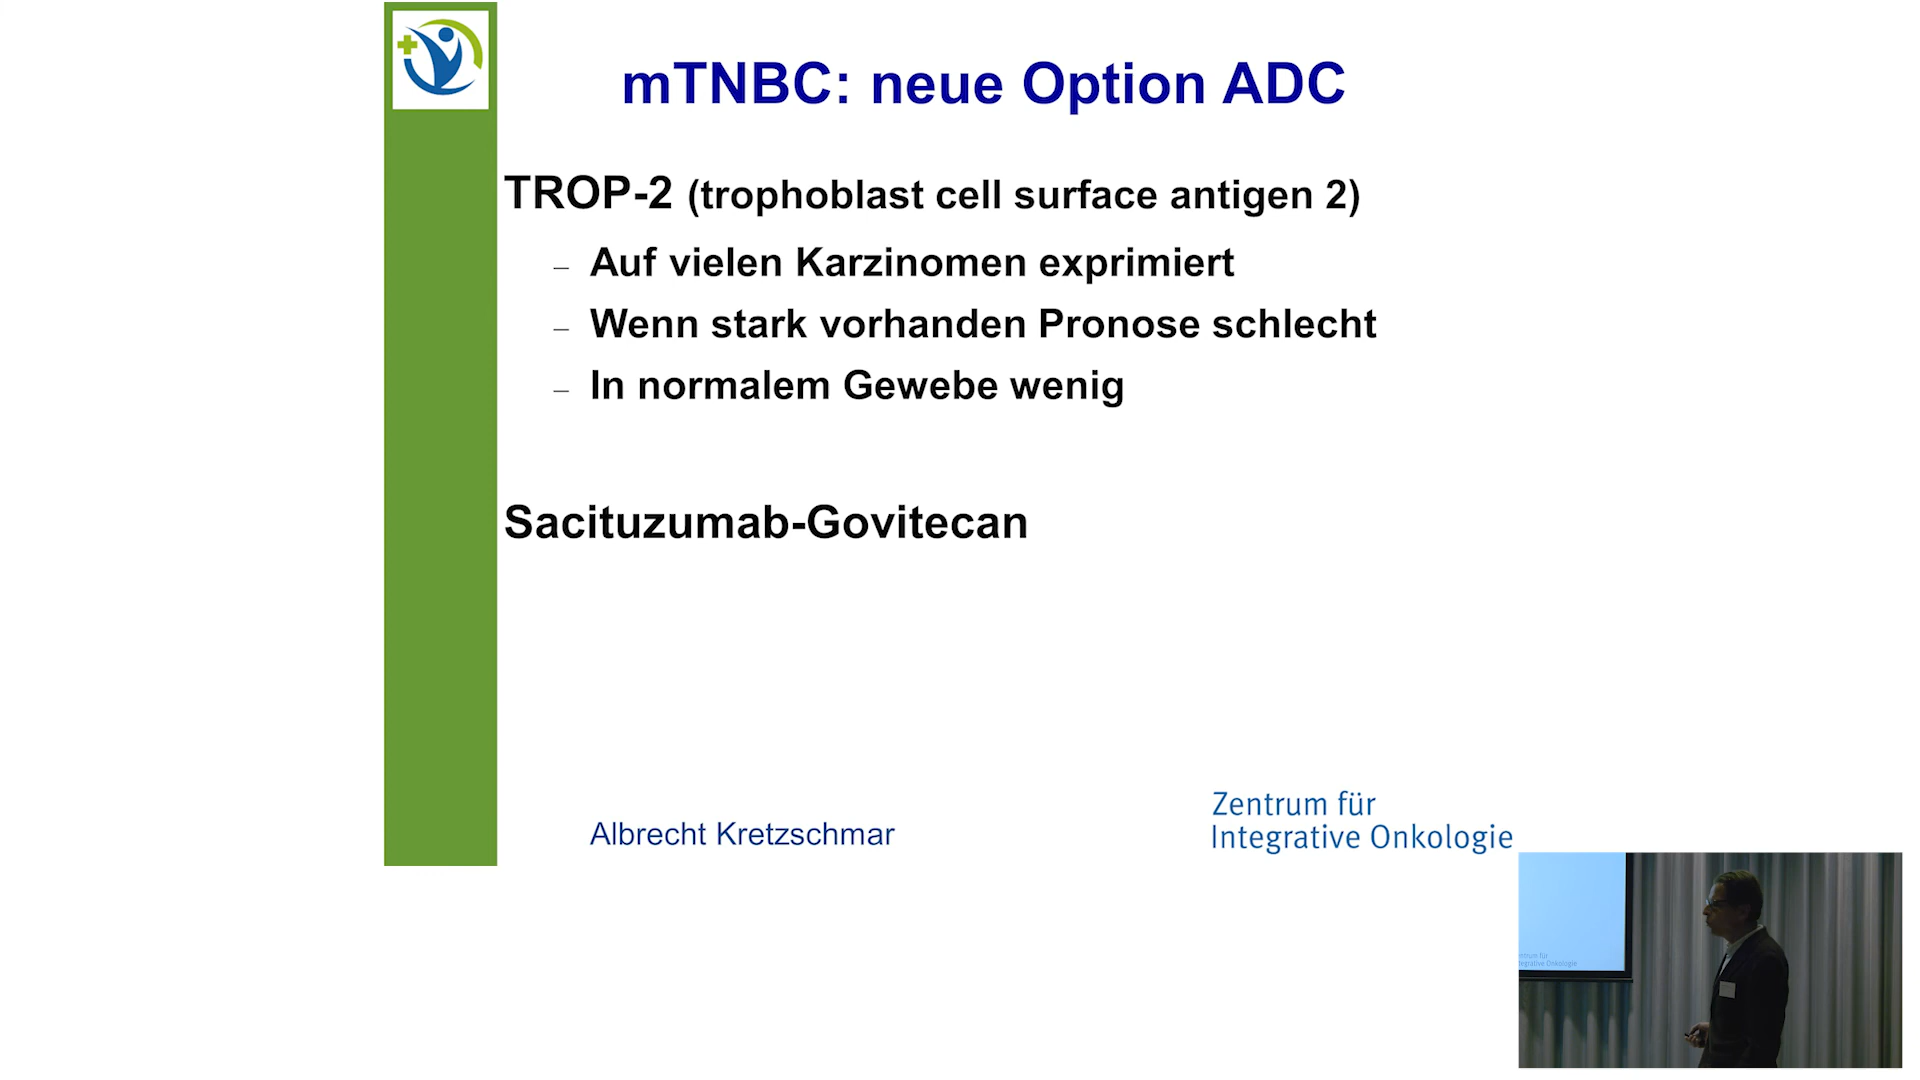 mTNBC: neue Option ADC
TROP-2 (trophoblast cell surface antigen 2)
– Auf vielen Karzinomen exprimiert
– Wenn stark vorhanden Pronose schlecht
– In normalem Gewebe wenig
Sacituzumab-Govitecan
Albrecht Kretzschmar
Zentrum für
Integrative Onkologie